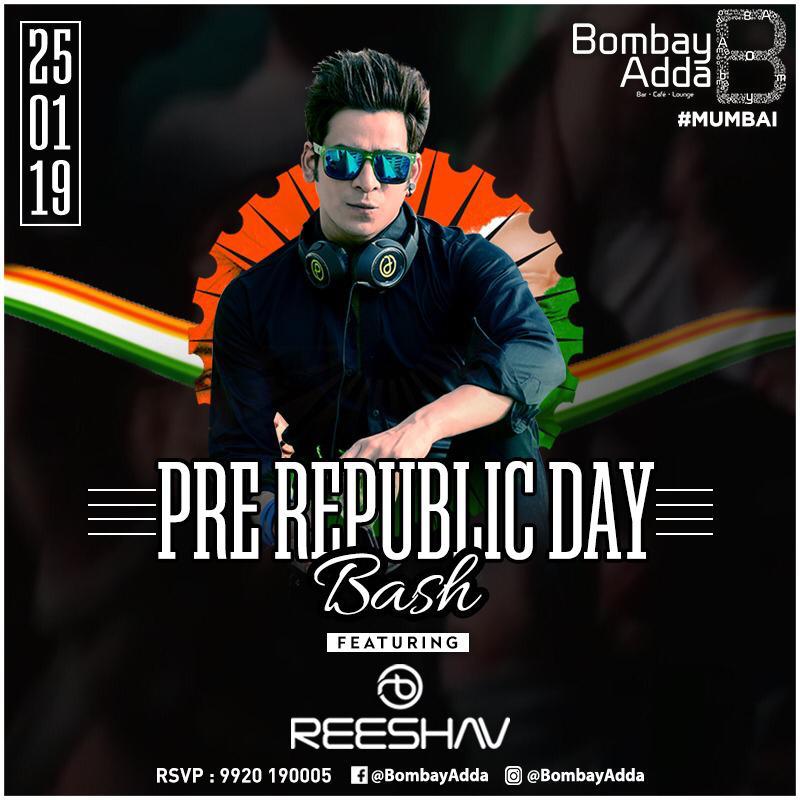 25
01
19
Bombay
Adda
Bar • Café • Lounge
#MUMBAI
PRE REPUBLIC DAY
Bash
FEATURING
REESHAV
RSVP : 9920 190005 @BombayAdda @BombayAdda